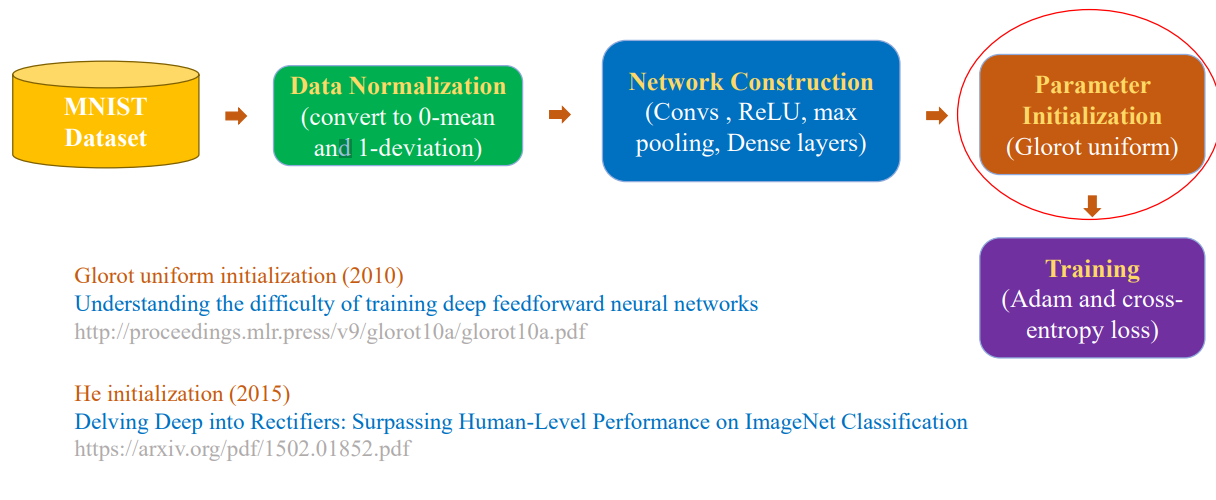 MNIST
Dataset
Data Normalization
(convert to 0-mean
and 1-deviation)
Network Construction
(Convs , ReLU, max
pooling, Dense layers)
Parameter
Initialization
(Glorot uniform)
Training
(Adam and cross-
entropy loss)
Glorot uniform initialization (2010)
Understanding the difficulty of training deep feedforward neural networks
http://proceedings.mlr.press/v9/glorot10a/glorot10a.pdf
He initialization (2015)
Delving Deep into Rectifiers: Surpassing Human-Level Performance on ImageNet Classification
https://arxiv.org/pdf/1502.01852.pdf